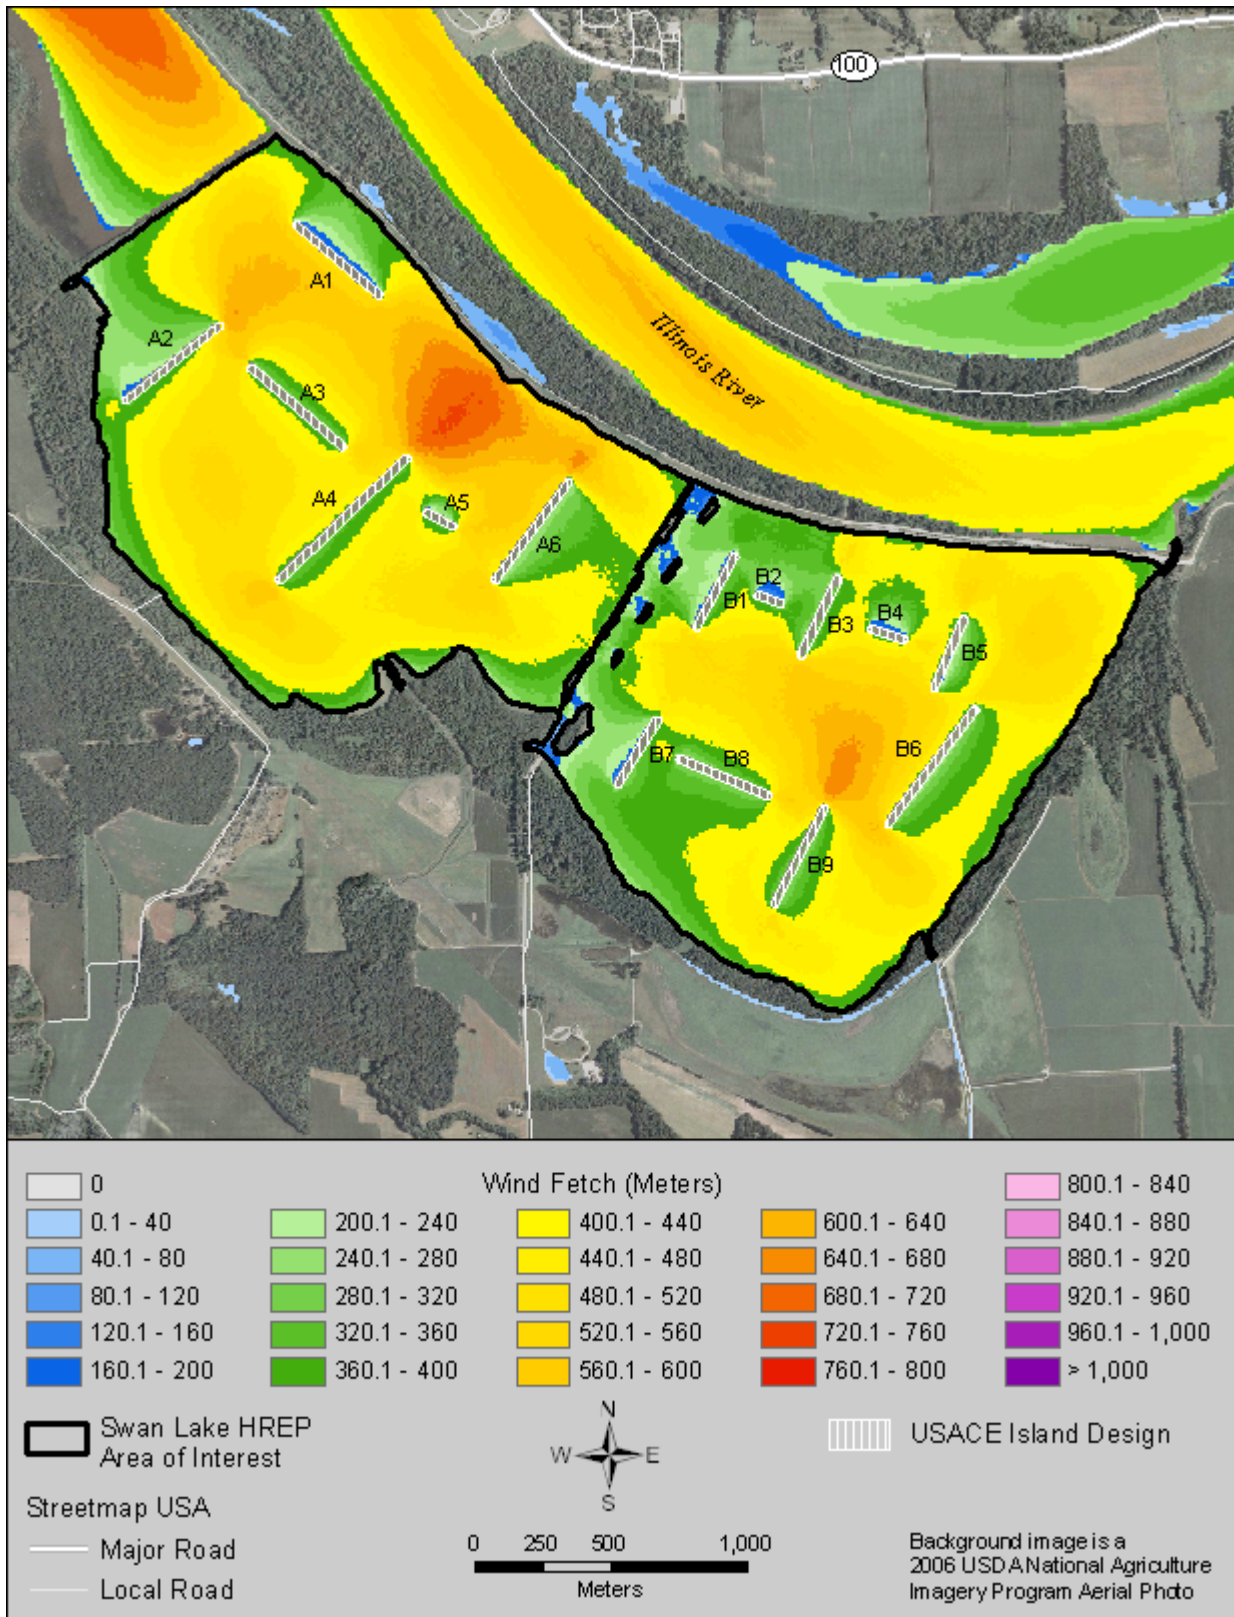 100
Illinois River
A1
A2
A3
A4
A5
A6
B1
B2
B3
B4
B5
B6
B7
B8
B9
Wind Fetch (Meters)
0
0.1 - 40
40.1 - 80
80.1 - 120
120.1 - 160
160.1 - 200
200.1 - 240
240.1 - 280
280.1 - 320
320.1 - 360
360.1 - 400
400.1 - 440
440.1 - 480
480.1 - 520
520.1 - 560
560.1 - 600
600.1 - 640
640.1 - 680
680.1 - 720
720.1 - 760
760.1 - 800
800.1 - 840
840.1 - 880
880.1 - 920
920.1 - 960
960.1 - 1,000
> 1,000
Swan Lake HREP
Area of Interest
N
W E
S
USACE Island Design
Streetmap USA
Major Road
Local Road
0 250 500 1,000
Meters
Background image is a
2006 USDA National Agriculture
Imagery Program Aerial Photo